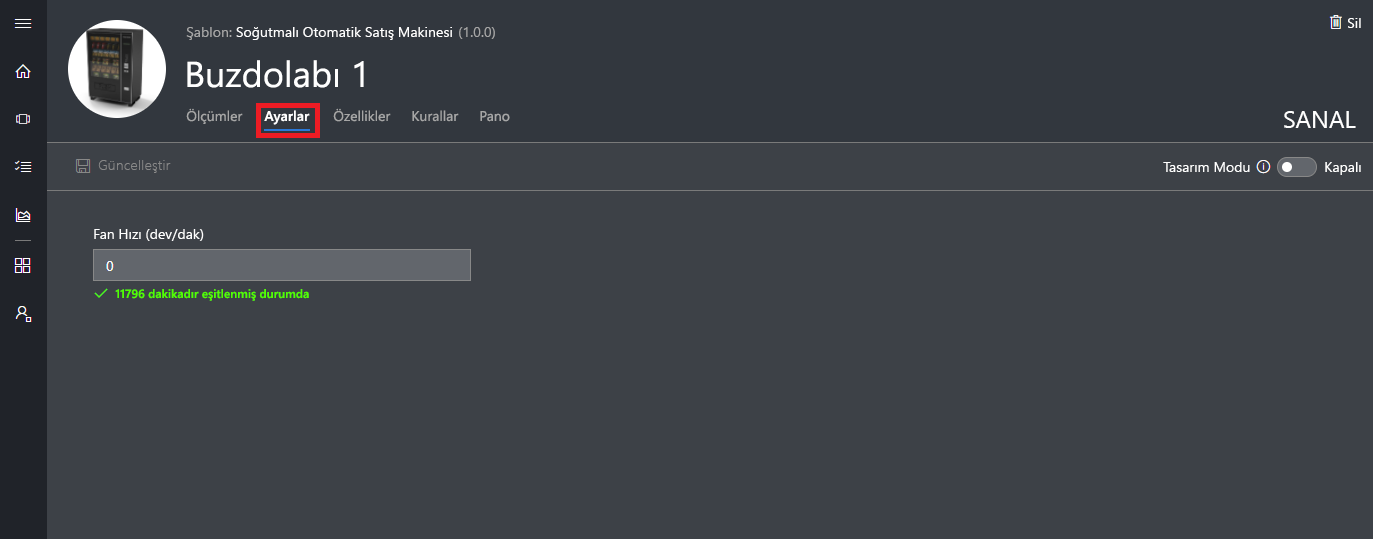 Şablon: Soğutmalı Otomatik Satış Makinesi (1.0.0)
Sil
Buzdolabı 1
Ölçümler Ayarlar Özellikler Kurallar Pano
SANAL
Güncelleştir
Tasarım Modu Kapalı
Fan Hızı (dev/dak)
0
11796 dakikadır eşitlenmiş durumda